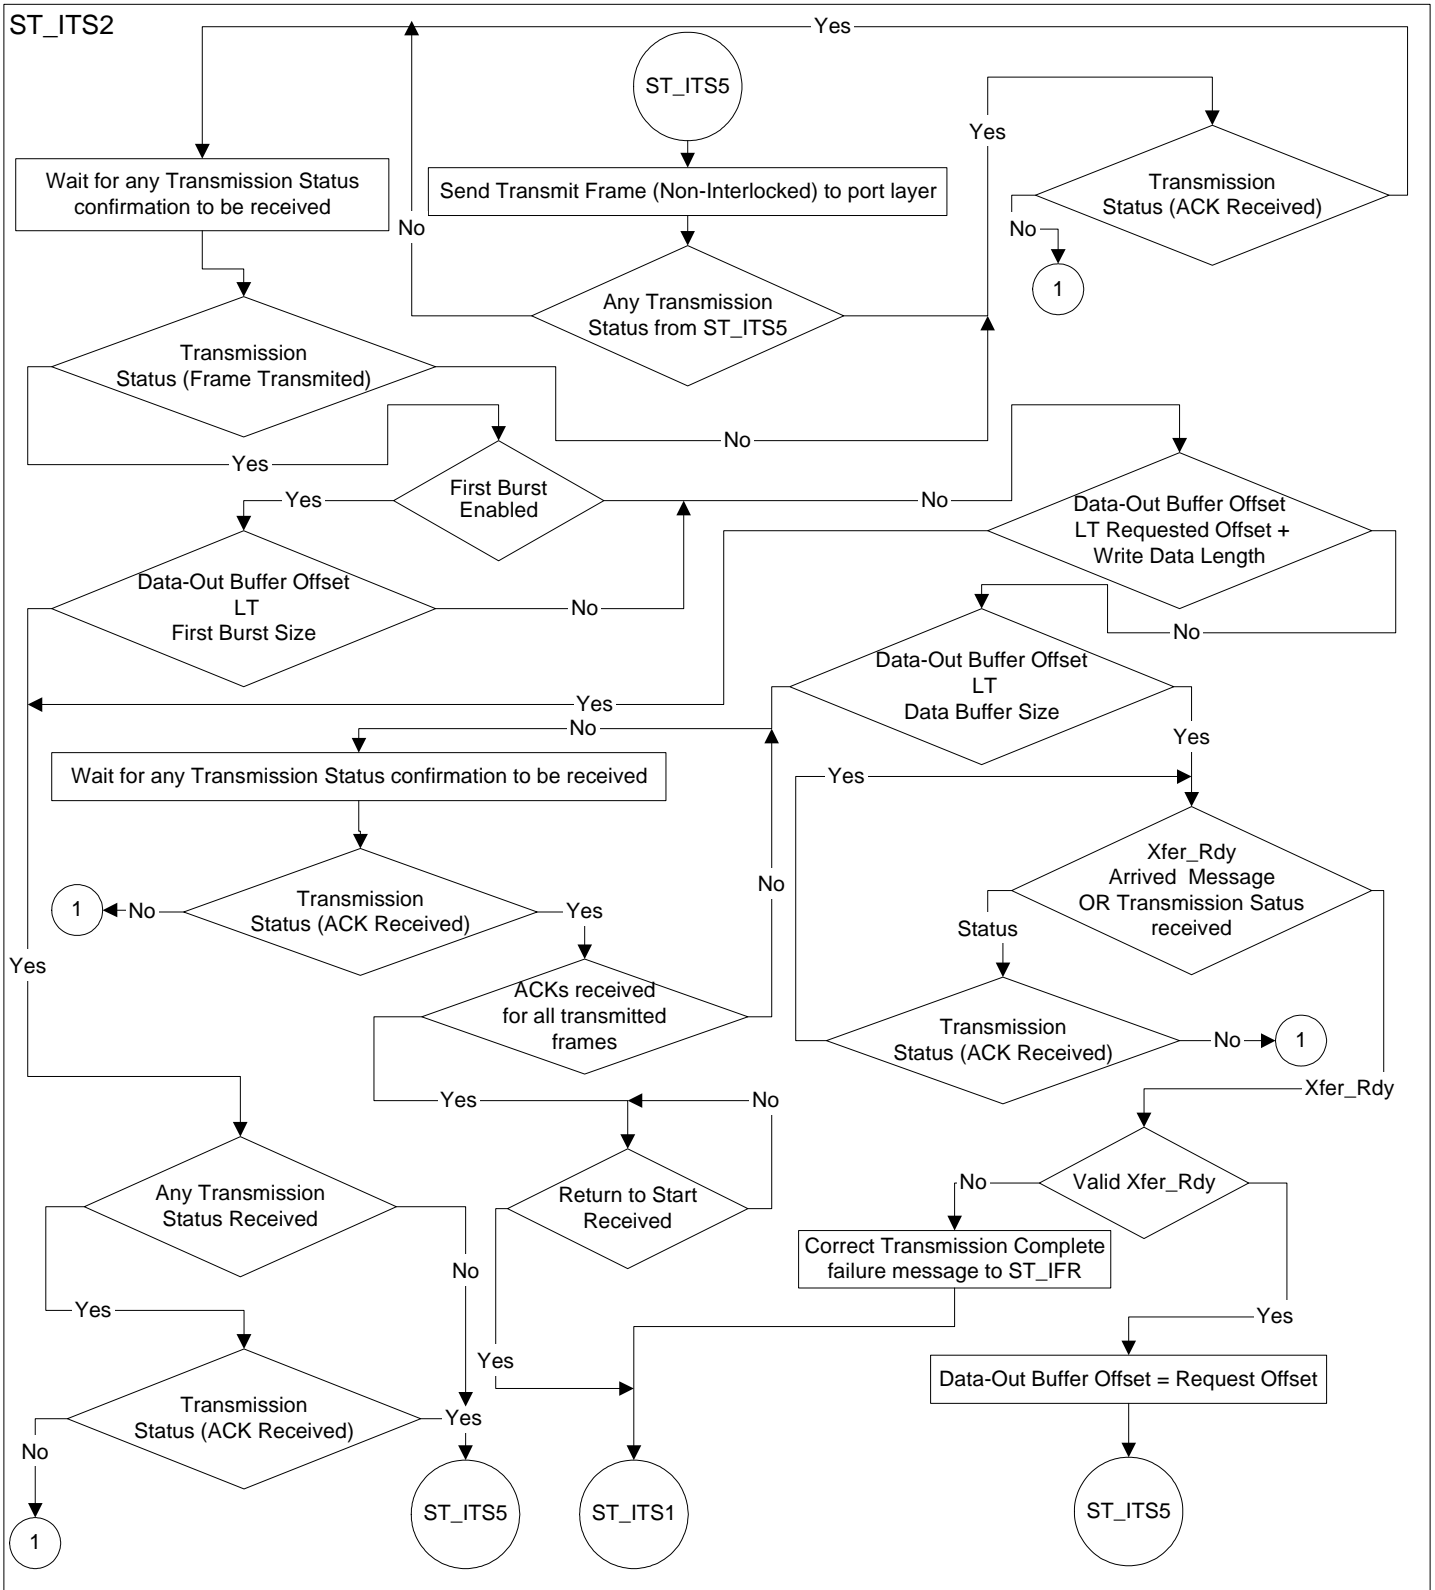 ST_ITS2
Yes
ST_ITS5
Yes
Wait for any Transmission Status
confirmation to be received
Send Transmit Frame (Non-Interlocked) to port layer
Transmission
Status (ACK Received)
No
No
1
Any Transmission
Status from ST_ITS5
Transmission
Status (Frame Transmited)
No
Yes
First Burst
Enabled
Yes
No
Data-Out Buffer Offset
LT Requested Offset +
Write Data Length
Data-Out Buffer Offset
LT
First Burst Size
No
No
Data-Out Buffer Offset
LT
Data Buffer Size
Yes
No
Yes
Wait for any Transmission Status confirmation to be received
Yes
Xfer_Rdy
Arrived Message
OR Transmission Satus
received
No
Transmission
Status (ACK Received)
1
No
Yes
Status
Yes
ACKs received
for all transmitted
frames
Transmission
Status (ACK Received)
No
1
Xfer_Rdy
Yes
No
Any Transmission
Status Received
Return to Start
Received
No
Valid Xfer_Rdy
Correct Transmission Complete
failure message to ST_IFR
No
Yes
Yes
Yes
Data-Out Buffer Offset = Request Offset
Transmission
Status (ACK Received)
Yes
No
ST_ITS5
ST_ITS1
ST_ITS5
1